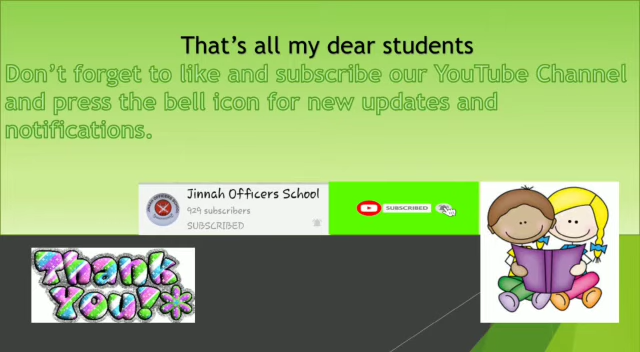 That's all my dear students
Don't forget to like and subscribe our YouTube Channel
and press the bell icon for new updates and
notifications.
Jinnah Officers School
929 subscribers
SUBSCRIBED
SUBSCRIBED
Thank
You!